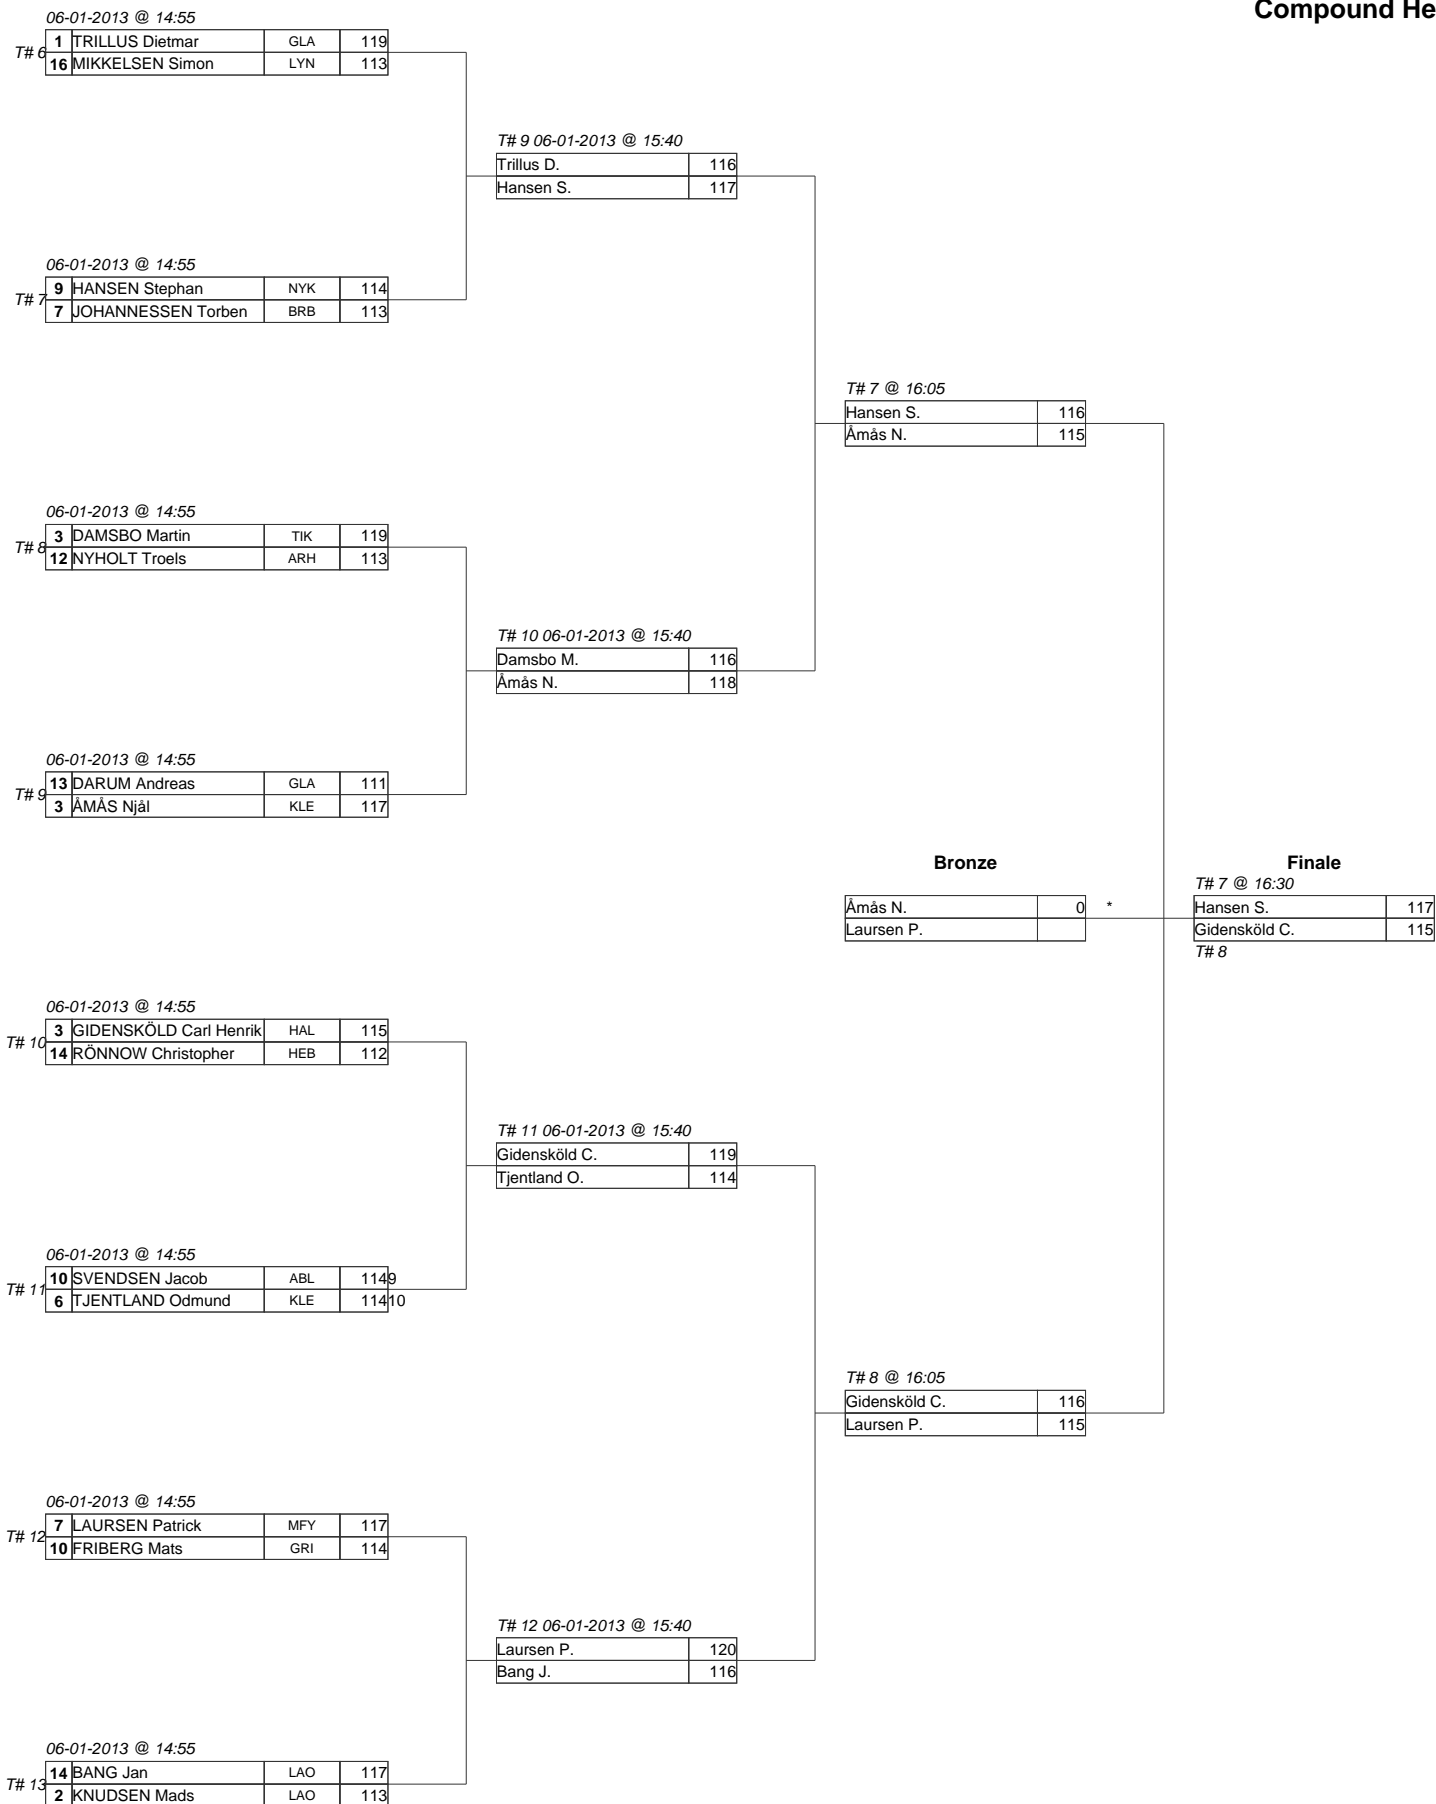 Compound He
06-01-2013 @ 14:55
T# 6
1 TRILLUS Dietmar GLA 119
16 MIKKELSEN Simon LYN 113
T# 9 06-01-2013 @ 15:40
Trillus D. 116
Hansen S. 117
06-01-2013 @ 14:55
T# 7
9 HANSEN Stephan NYK 114
7 JOHANNESSEN Torben BRB 113
T# 7 @ 16:05
Hansen S. 116
Åmås N. 115
06-01-2013 @ 14:55
T# 8
3 DAMSBO Martin TIK 119
12 NYHOLT Troels ARH 113
T# 10 06-01-2013 @ 15:40
Damsbo M. 116
Åmås N. 118
06-01-2013 @ 14:55
T# 9
13 DARUM Andreas GLA 111
3 ÅMÅS Njål KLE 117
Bronze
Åmås N. 0 *
Laursen P.
Finale
T# 7 @ 16:30
Hansen S. 117
Gidensköld C. 115
T# 8
06-01-2013 @ 14:55
T# 10
3 GIDENSKÖLD Carl Henrik HAL 115
14 RÖNNOW Christopher HEB 112
T# 11 06-01-2013 @ 15:40
Gidensköld C. 119
Tjentland O. 114
06-01-2013 @ 14:55
T# 11
10 SVENDSEN Jacob ABL 114 9
6 TJENTLAND Odmund KLE 114 10
T# 8 @ 16:05
Gidensköld C. 116
Laursen P. 115
06-01-2013 @ 14:55
T# 12
7 LAURSEN Patrick MFY 117
10 FRIBERG Mats GRI 114
T# 12 06-01-2013 @ 15:40
Laursen P. 120
Bang J. 116
06-01-2013 @ 14:55
T# 13
14 BANG Jan LAO 117
2 KNUDSEN Mads LAO 113